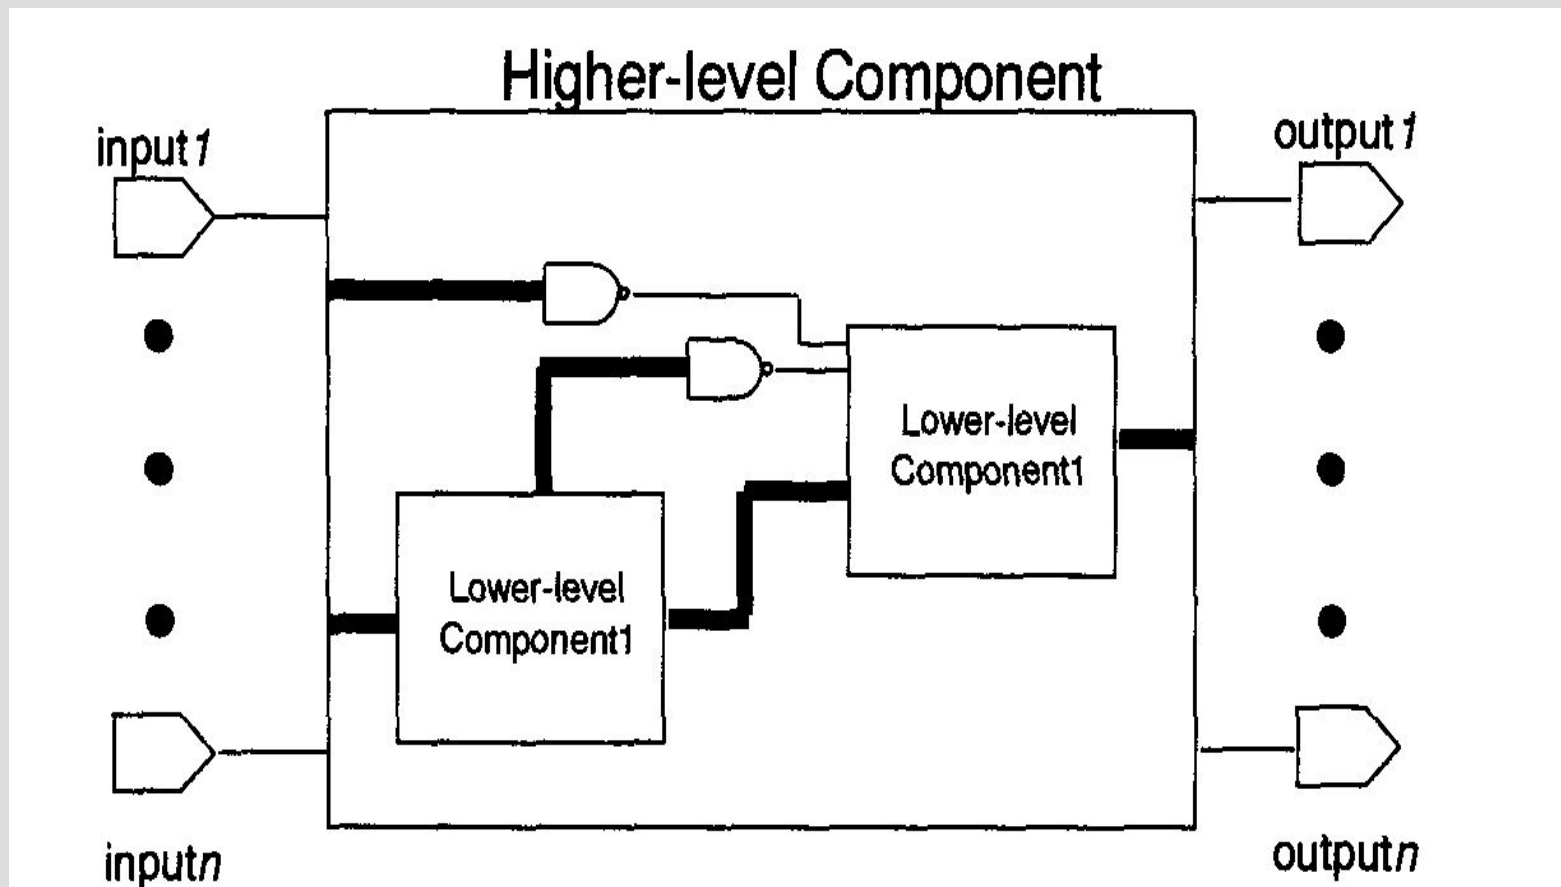 Higher-level Component
input1
output1
Lower-level
Component1
Lower-level
Component1
inputn
outputn